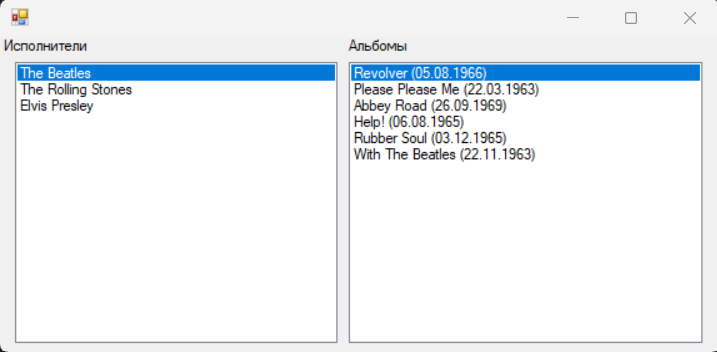 Исполнители
The Beatles
The Rolling Stones
Elvis Presley
Альбомы
Revolver (05.08.1966)
Please Please Me (22.03.1963)
Abbey Road (26.09.1969)
Help! (06.08.1965)
Rubber Soul (03.12.1965)
With The Beatles (22.11.1963)